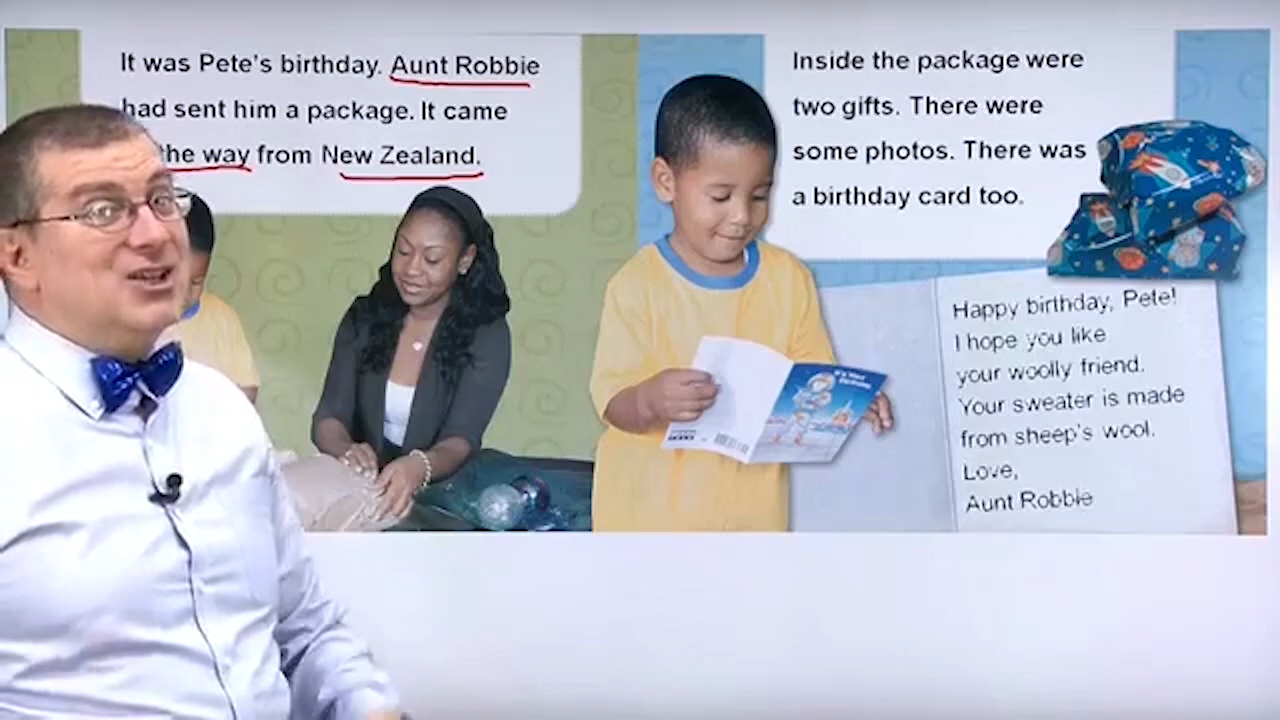 It was Pete's birthday. Aunt Robbie
had sent him a package. It came
the way from New Zealand.
Inside the package were
two gifts. There were
some photos. There was
a birthday card too.
Happy birthday, Pete!
I hope you like
your woolly friend.
Your sweater is made
from sheep's wool.
Love,
Aunt Robbie